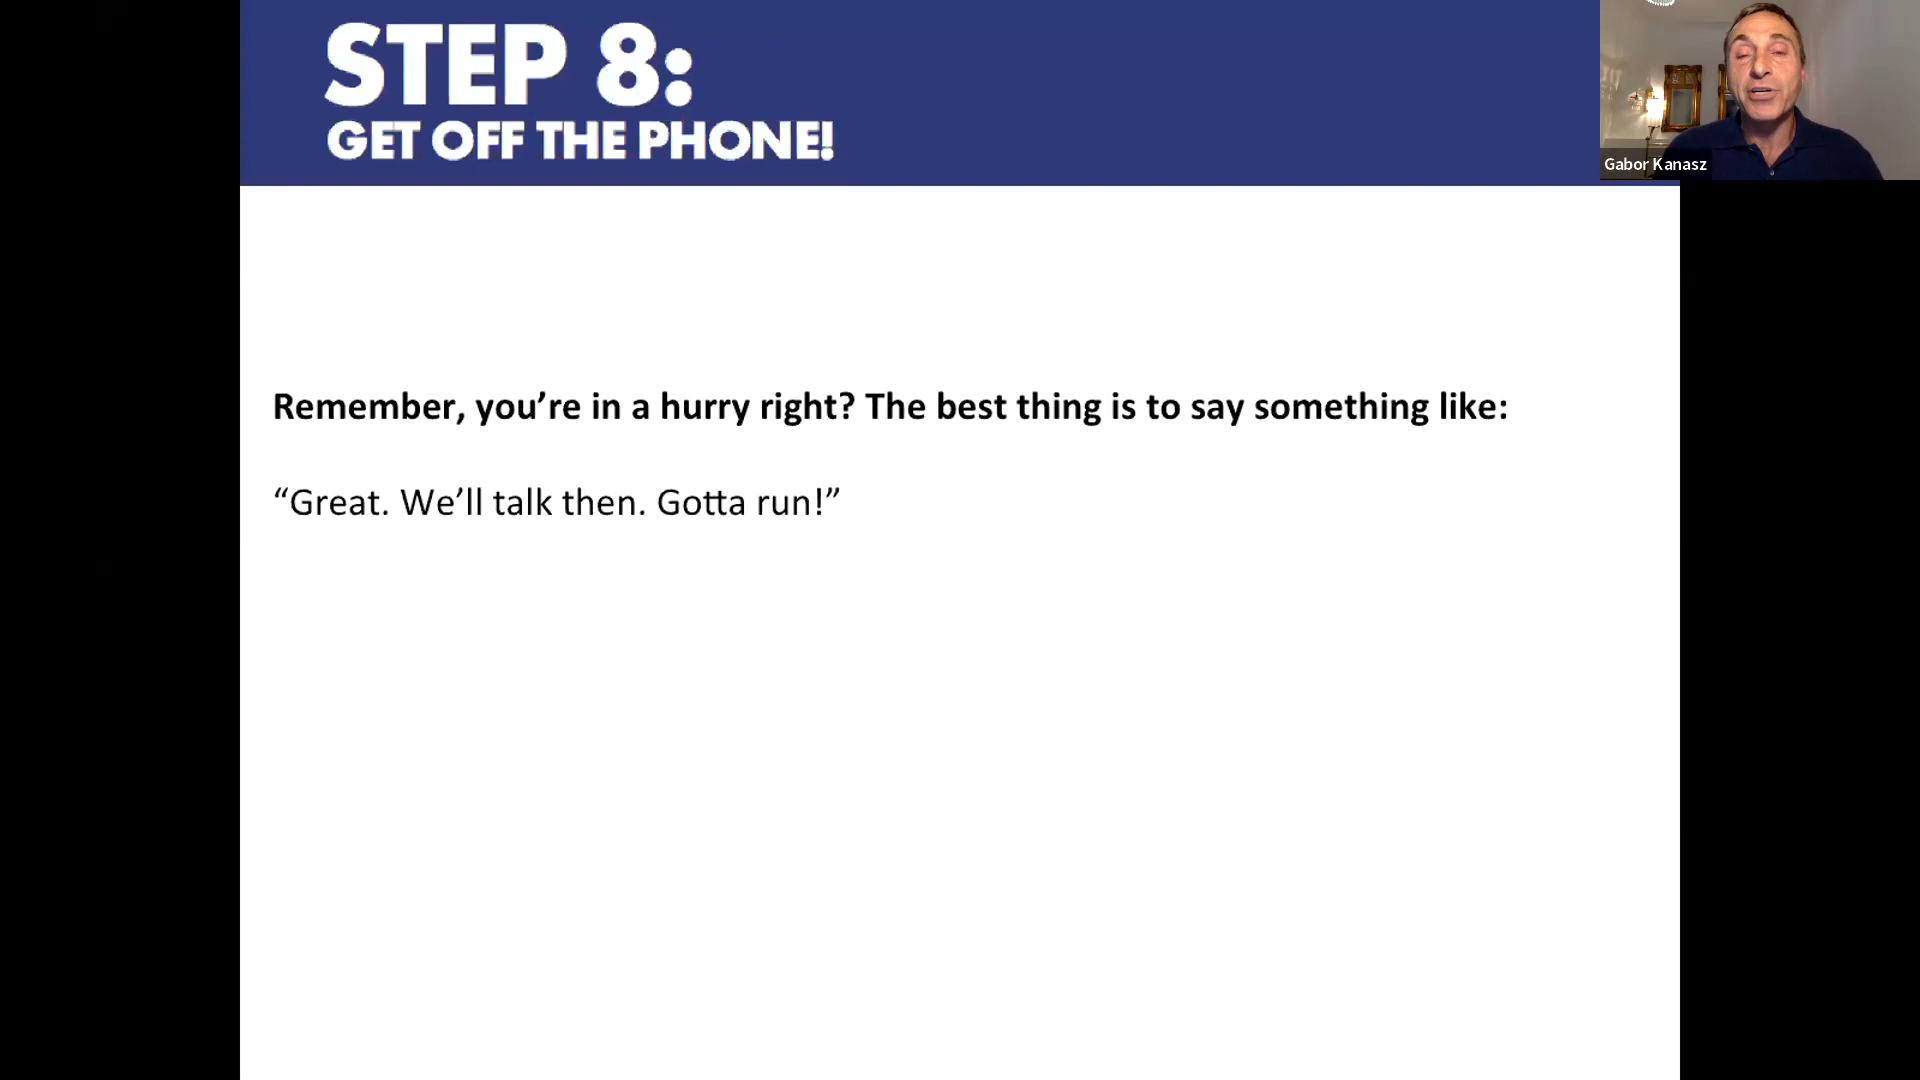 STEP 8:
GET OFF THE PHONE!
Gabor Kanasz
Remember, you’re in a hurry right? The best thing is to say something like:
“Great. We’ll talk then. Gotta run!”